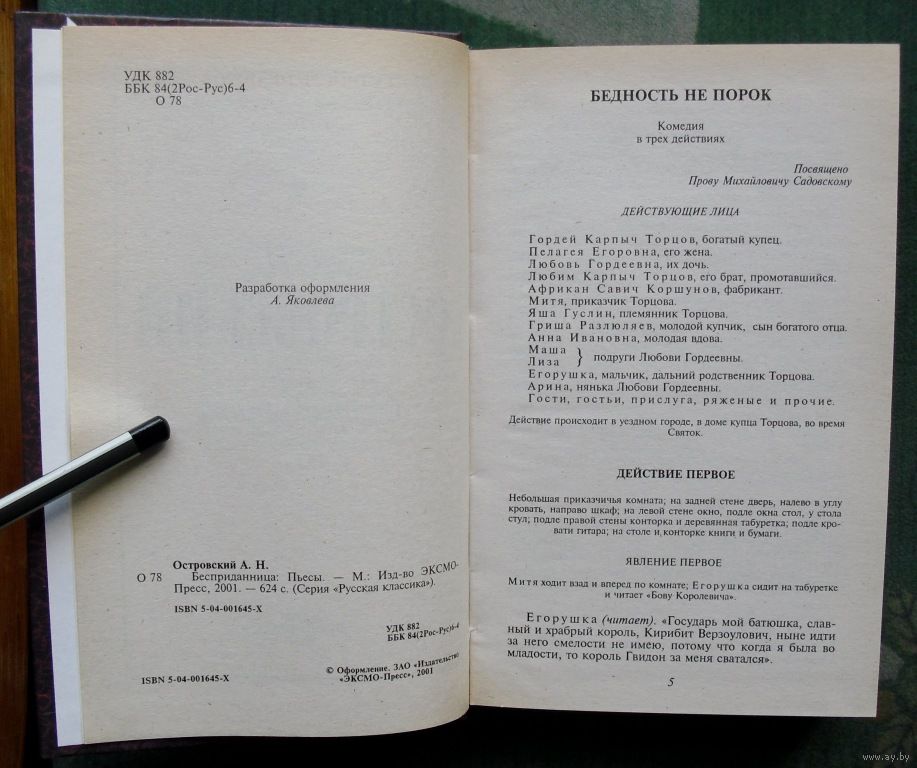 УДК 882
ББК 84(2Рос-Рус)6-4
О 78
Разработка оформления
А. Яковлева
Островский А. Н.
О 78 Бесприданница: Пьесы. — М.: Изд-во ЭКСМО-
Пресс, 2001. — 624 с. (Серия «Русская классика»).
ISBN 5-04-001645-X
УДК 882
ББК 84(2Рос-Рус)6-4
ISBN 5-04-001645-X
© Оформление. ЗАО «Издательство
«ЭКСМО-Пресс», 2001
БЕДНОСТЬ НЕ ПОРОК
Комедия
в трех действиях
Посвящено
Прову Михайловичу Садовскому
ДЕЙСТВУЮЩИЕ ЛИЦА
Гордей Карпыч Торцов, богатый купец.
Пелагея Егоровна, его жена.
Любовь Гордеевна, их дочь.
Любим Карпыч Торцов, его брат, промотавшийся.
Африкан Савич Коршунов, фабрикант.
Митя, приказчик Торцова.
Яша Гуслин, племянник Торцова.
Гриша Разлюляев, молодой купчик, сын богатого отца.
Анна Ивановна, молодая вдова.
Маша
Лиза } подруги Любови Гордеевны.
Егорушка, мальчик, дальний родственник Торцова.
Арина, нянька Любови Гордеевны.
Гости, гостьи, прислуга, ряженые и прочие.
Действие происходит в уездном городе, в доме купца Торцова, во время
Святок.
ДЕЙСТВИЕ ПЕРВОЕ
Небольшая приказчичья комната; на задней стене дверь, налево в углу
кровать, направо шкаф; на левой стене окно, подле окна стол, у стола
стул; подле правой стены конторка и деревянная табуретка; подле кро-
вати гитара; на столе и конторке книги и бумаги.
ЯВЛЕНИЕ ПЕРВОЕ
Митя ходит взад и вперед по комнате; Егорушка сидит на табуретке
и читает «Бову Королевича».
Егорушка (читает). «Государь мой батюшка, слав-
ный и храбрый король, Кирибит Верзоулович, ныне идти
за него смелости не имею, потому что когда я была во
младости, то король Гвидон за меня сватался».
5
www.ay.by